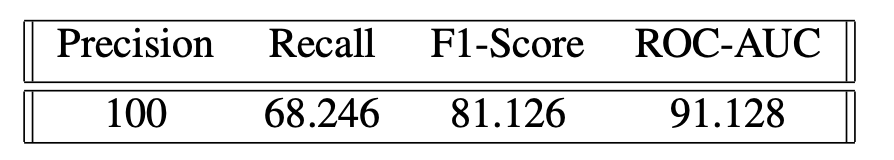 Precision Recall F1-Score ROC-AUC
100 68.246 81.126 91.128